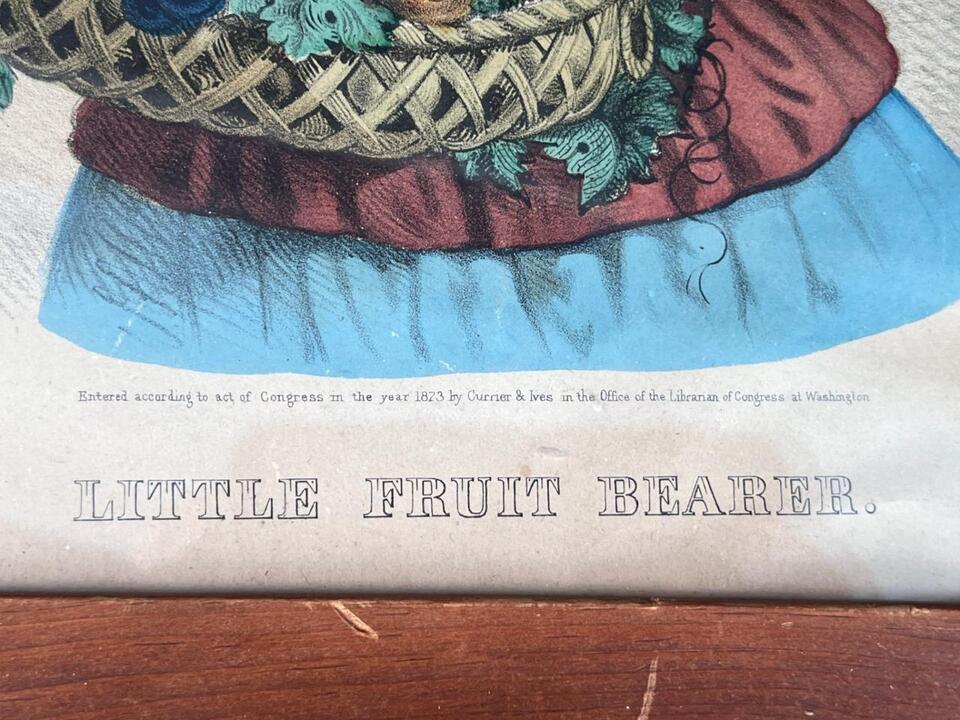 Entered according to act of Congress in the year 1873 by Currier & Ives in the Office of the Librarian of Congress at Washington
LITTLE FRUIT BEARER.